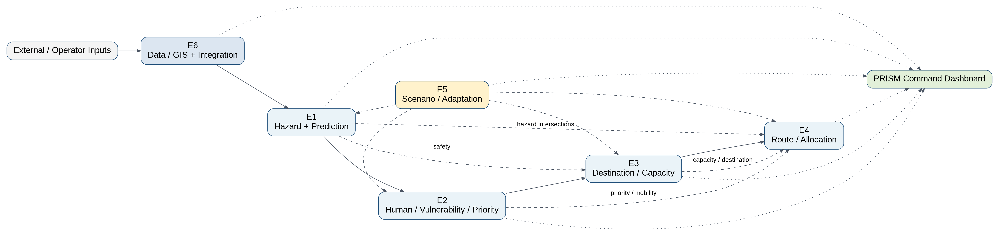 External / Operator Inputs
E6
Data / GIS + Integration
PRISM Command Dashboard
E5
Scenario / Adaptation
E1
Hazard + Prediction
hazard intersections
E4
Route / Allocation
safety
capacity / destination
E3
Destination / Capacity
priority / mobility
E2
Human / Vulnerability / Priority